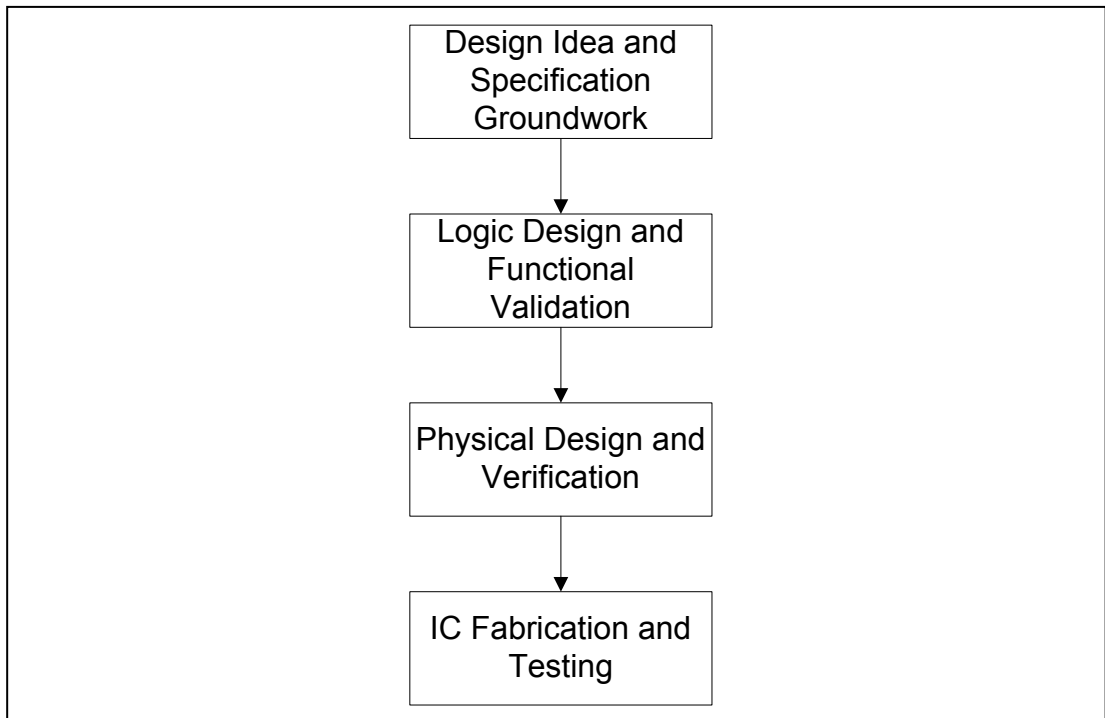 Design Idea and
Specification
Groundwork
Logic Design and
Functional
Validation
Physical Design and
Verification
IC Fabrication and
Testing